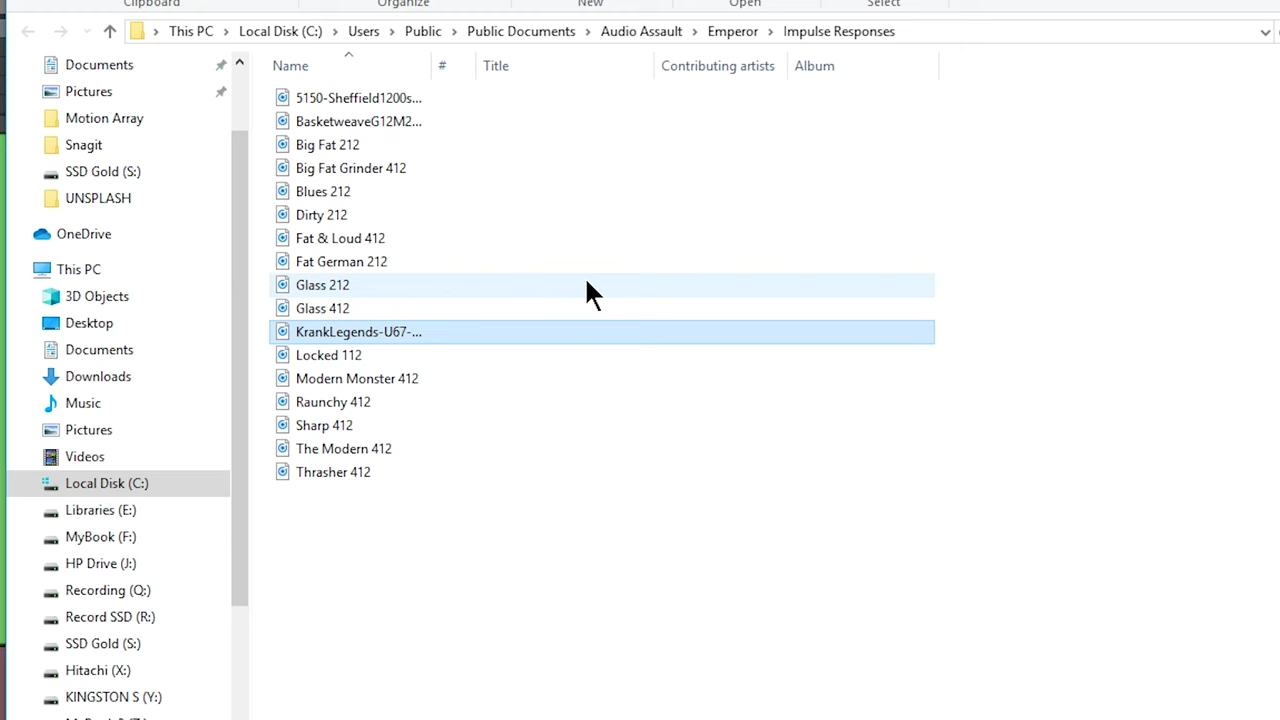 Clipboard
Organize
New
Open
Select
This PC > Local Disk (C:) > Users > Public > Public Documents > Audio Assault > Emperor > Impulse Responses
Documents
Pictures
Motion Array
Snagit
SSD Gold (S:)
UNSPLASH
OneDrive
This PC
3D Objects
Desktop
Documents
Downloads
Music
Pictures
Videos
Local Disk (C:)
Libraries (E:)
MyBook (F:)
HP Drive (J:)
Recording (Q:)
Record SSD (R:)
SSD Gold (S:)
Hitachi (X:)
KINGSTON S (Y:)
Name # Title Contributing artists Album
5150-Sheffield1200s...
BasketweaveG12M2...
Big Fat 212
Big Fat Grinder 412
Blues 212
Dirty 212
Fat & Loud 412
Fat German 212
Glass 212
Glass 412
KrankLegends-U67-...
Locked 112
Modern Monster 412
Raunchy 412
Sharp 412
The Modern 412
Thrasher 412